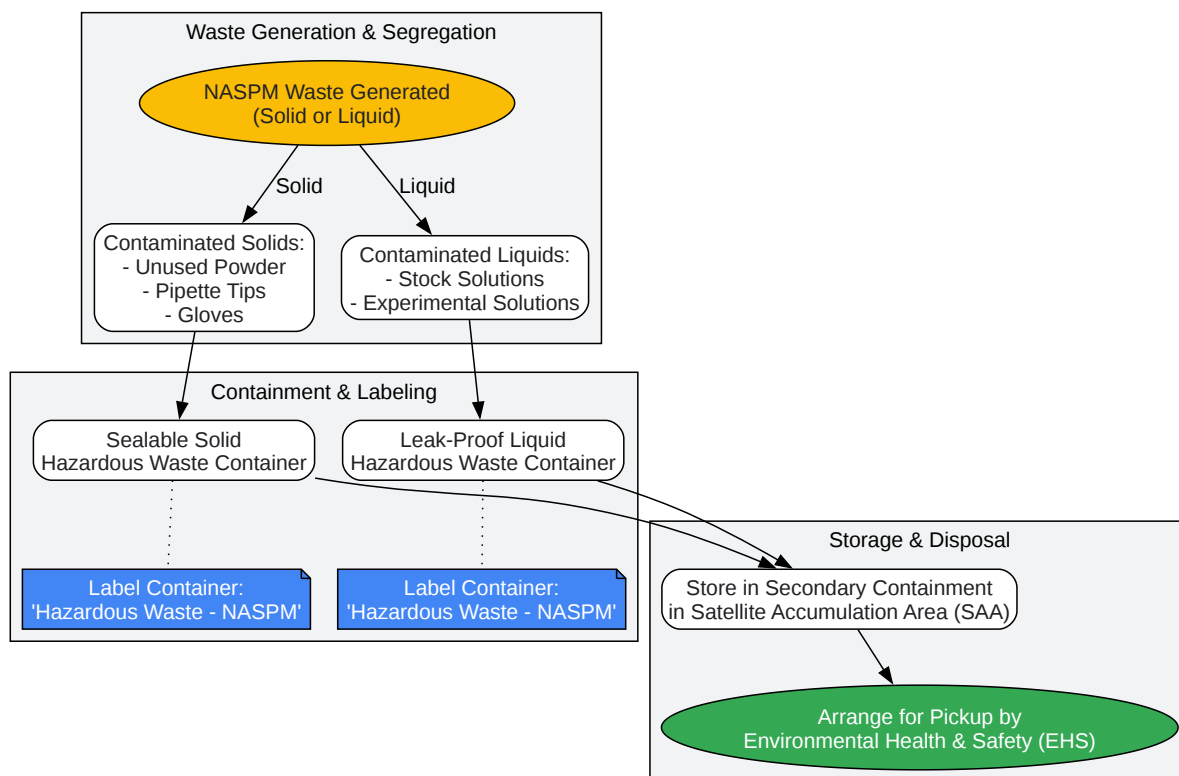 Waste Generation & Segregation
NASPM Waste Generated
(Solid or Liquid)
Solid
Liquid
Contaminated Solids:
- Unused Powder
- Pipette Tips
- Gloves
Contaminated Liquids:
- Stock Solutions
- Experimental Solutions
Containment & Labeling
Sealable Solid
Hazardous Waste Container
Leak-Proof Liquid
Hazardous Waste Container
Label Container:
'Hazardous Waste - NASPM'
Label Container:
'Hazardous Waste - NASPM'
Storage & Disposal
Store in Secondary Containment
in Satellite Accumulation Area (SAA)
Arrange for Pickup by
Environmental Health & Safety (EHS)